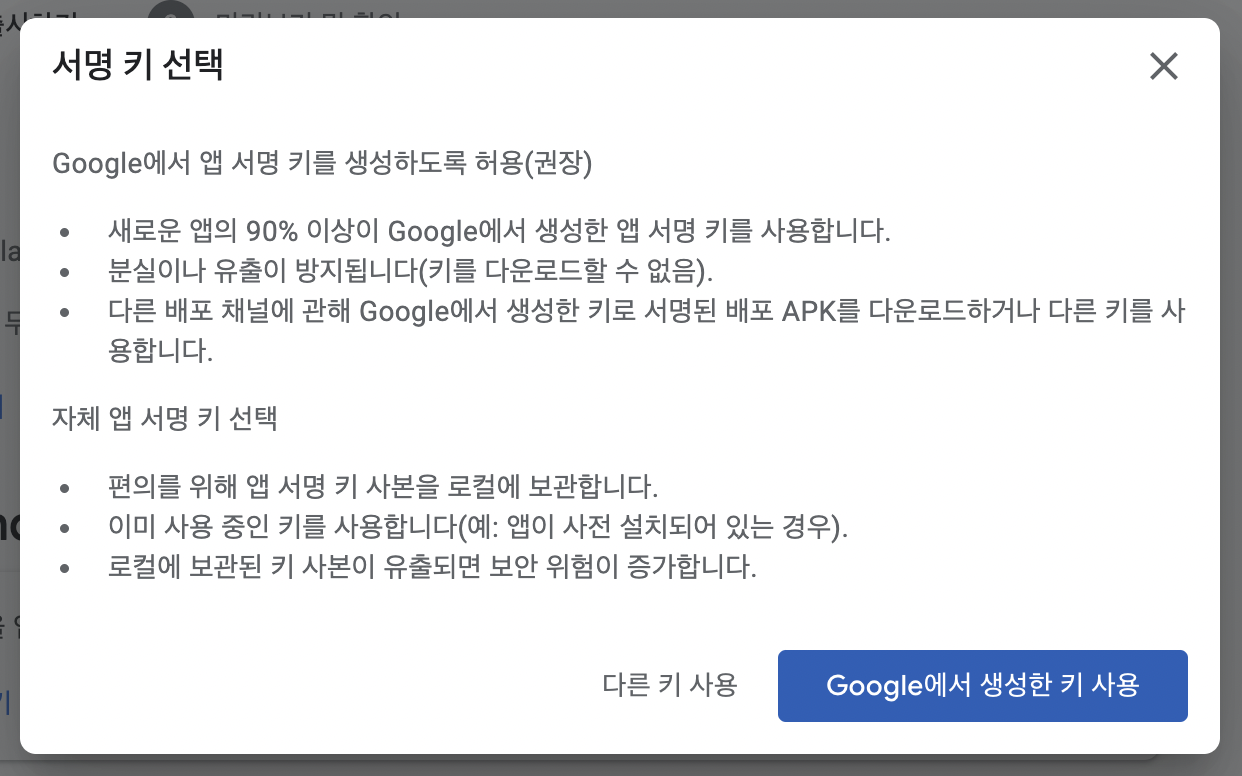 서명 키 선택
Google에서 앱 서명 키를 생성하도록 허용(권장)
• 새로운 앱의 90% 이상이 Google에서 생성한 앱 서명 키를 사용합니다.
• 분실이나 유출이 방지됩니다(키를 다운로드할 수 없음).
• 다른 배포 채널에 관해 Google에서 생성한 키로 서명된 배포 APK를 다운로드하거나 다른 키를 사
용합니다.
자체 앱 서명 키 선택
• 편의를 위해 앱 서명 키 사본을 로컬에 보관합니다.
• 이미 사용 중인 키를 사용합니다(예: 앱이 사전 설치되어 있는 경우).
• 로컬에 보관된 키 사본이 유출되면 보안 위험이 증가합니다.
다른 키 사용
Google에서 생성한 키 사용